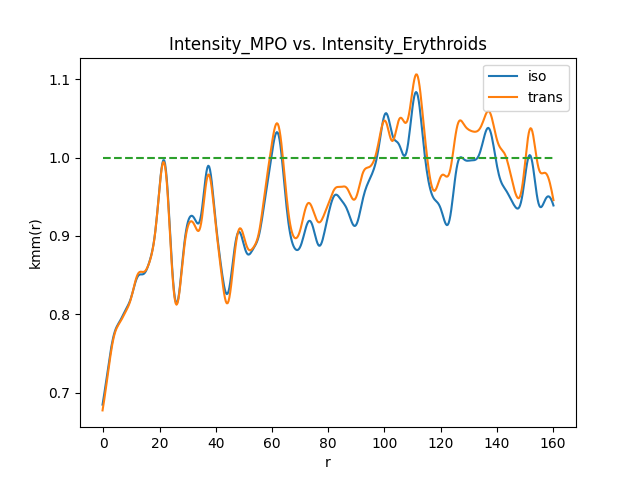 Intensity_MPO vs. Intensity_Erythroids
iso
trans
1.1
1.0
0.9
0.8
0.7
kmm(r)
0 20 40 60 80 100 120 140 160
r